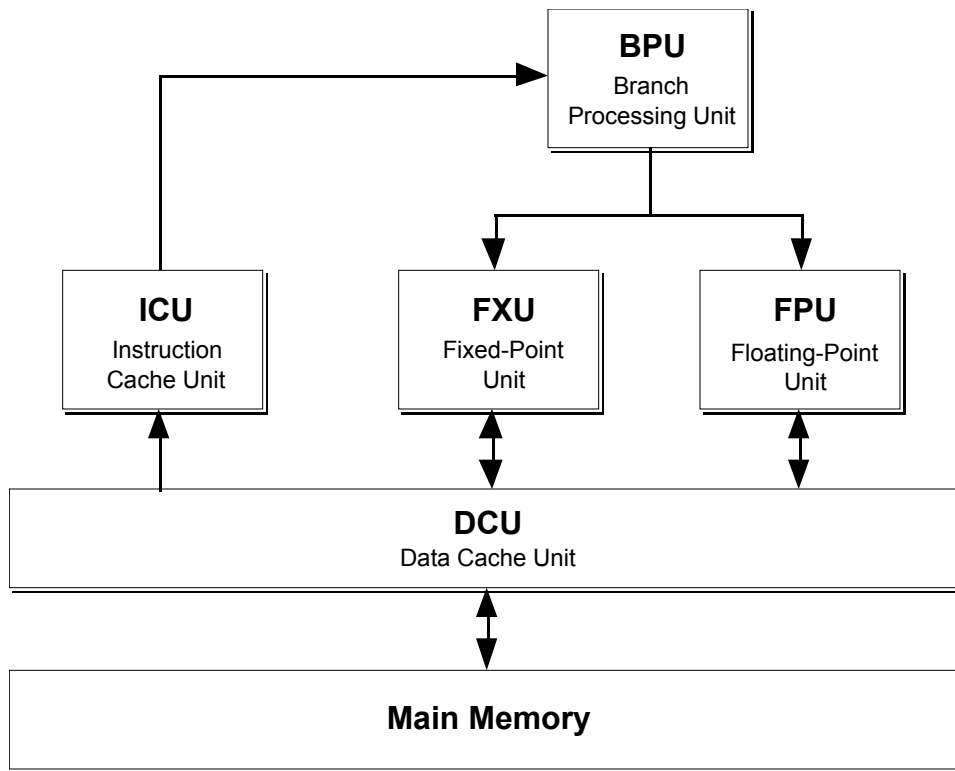 BPU
Branch
Processing Unit
ICU
Instruction
Cache Unit
FXU
Fixed-Point
Unit
FPU
Floating-Point
Unit
DCU
Data Cache Unit
Main Memory